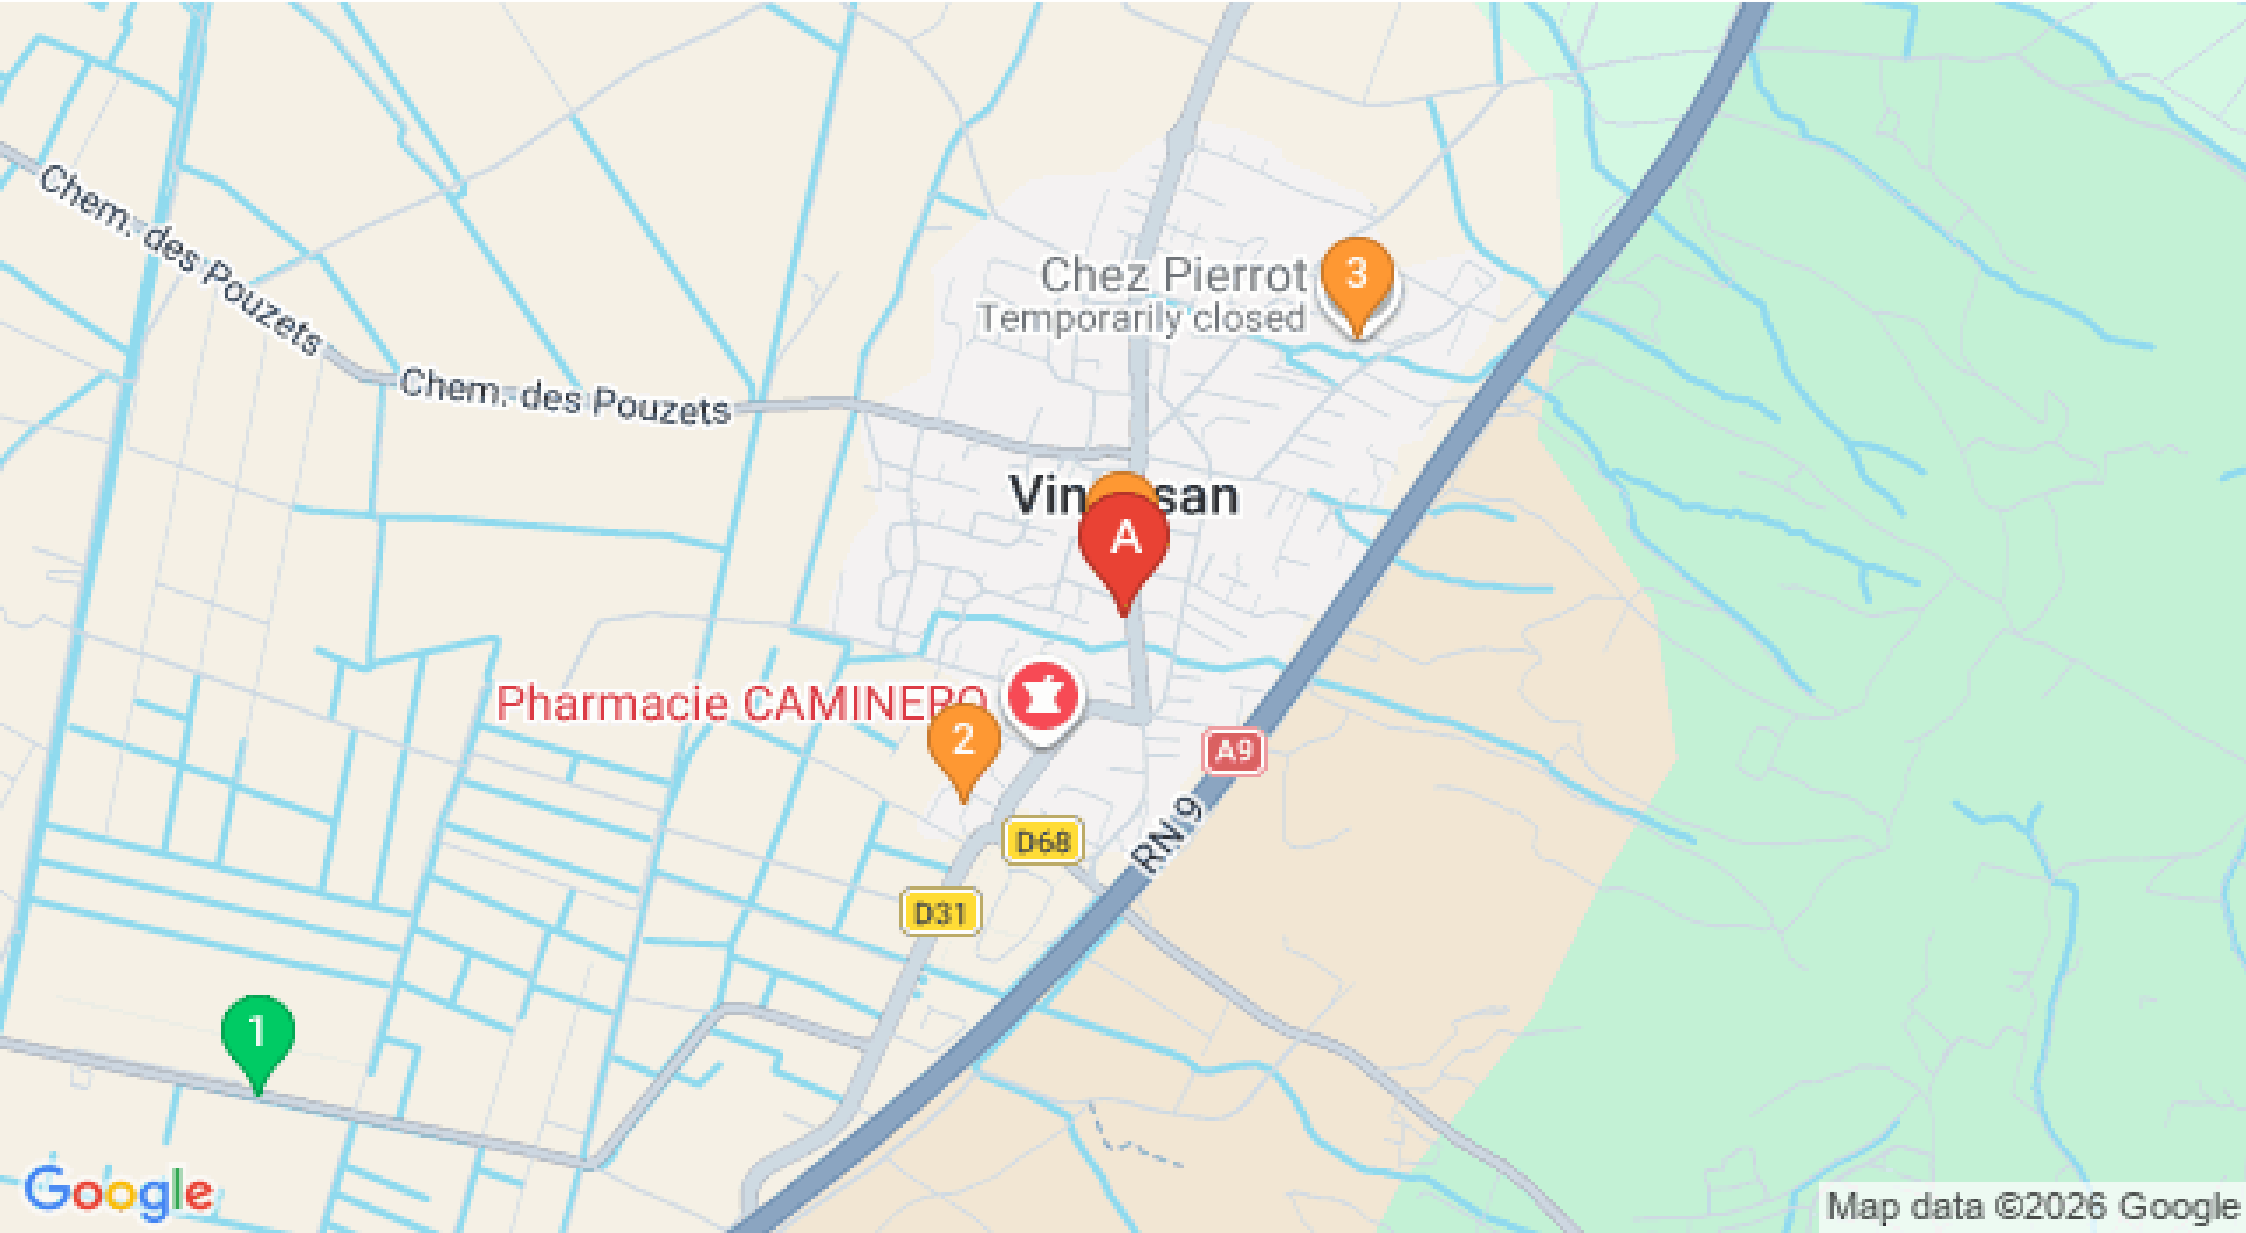 Chem. des Pouzets
Chez Pierrot
Temporarily closed
3
Chem. des Pouzets
A
Pharmacie CAMINERO
2
A9
RN 9
D68
D31
1
Google
Map data ©2026 Google